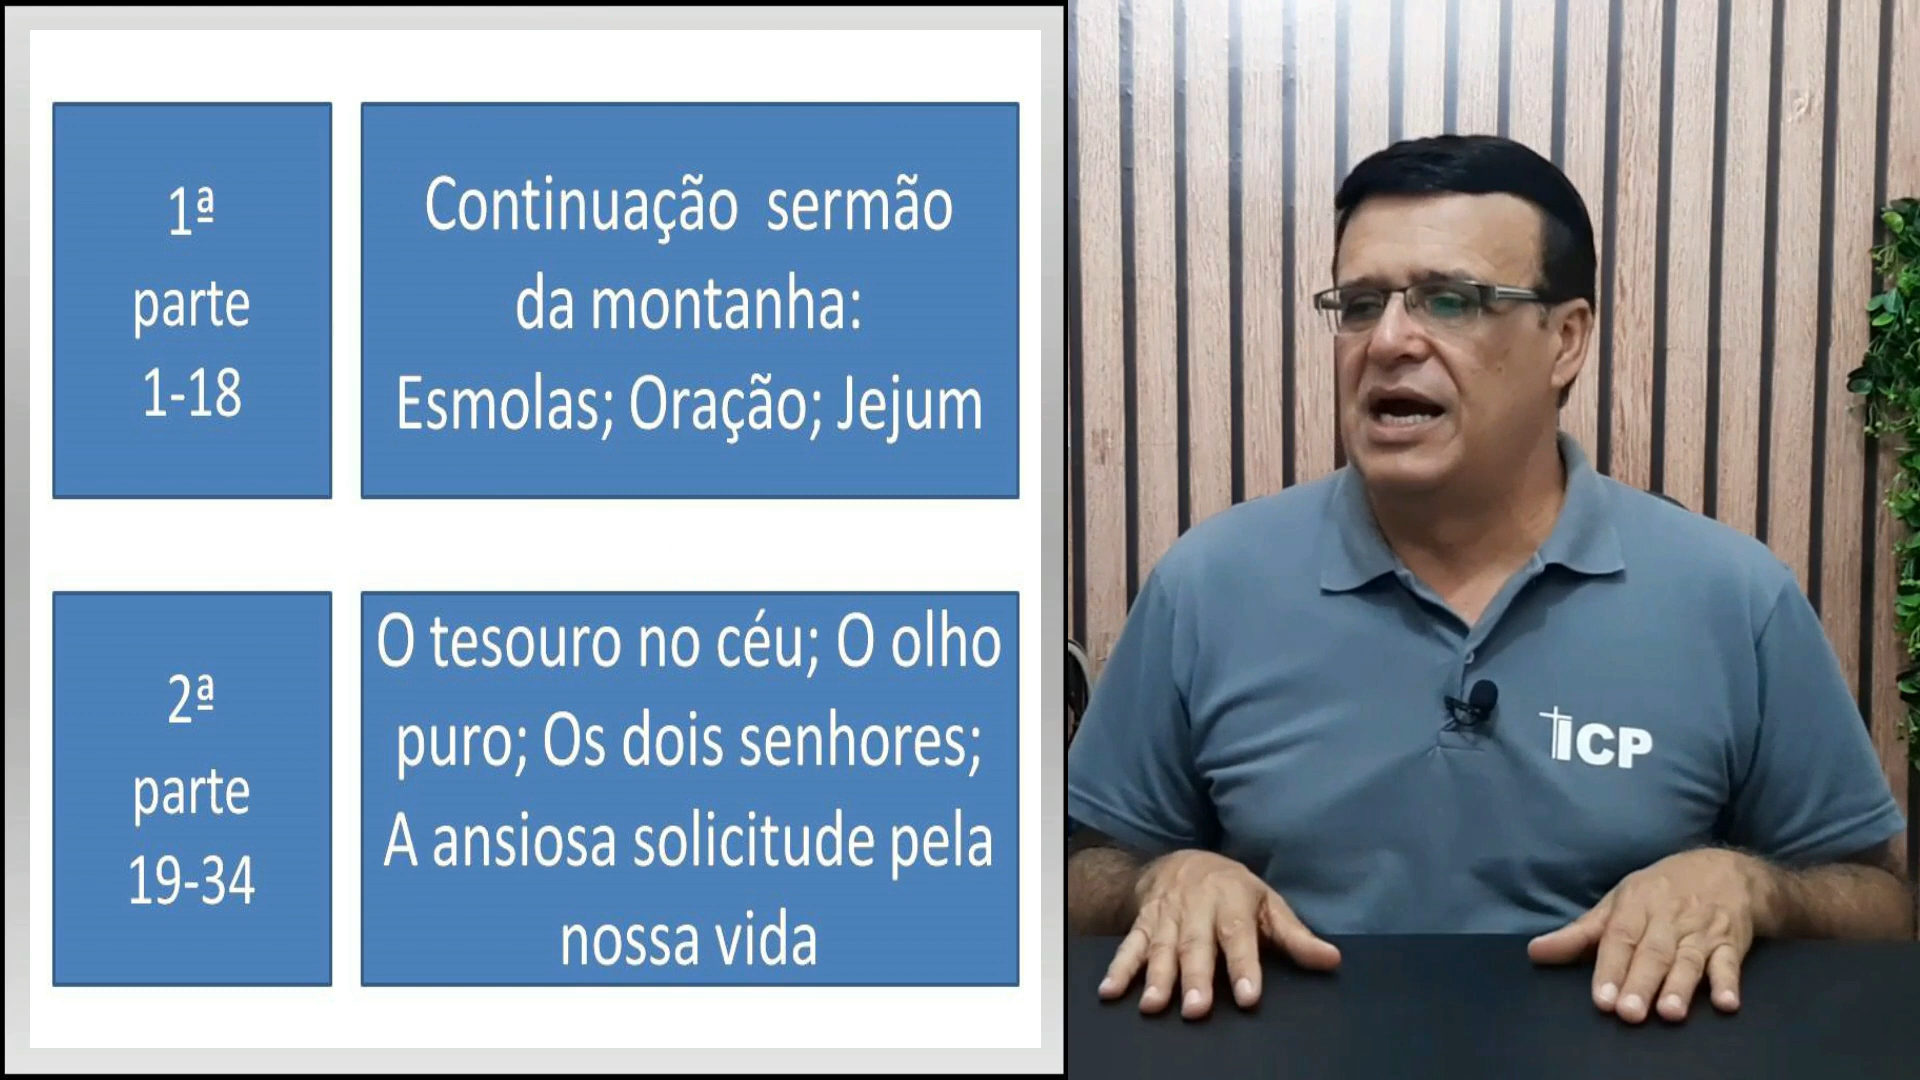 1ª
parte
1-18
Continuação sermão
da montanha:
Esmolas; Oração; Jejum
2ª
parte
19-34
O tesouro no céu; O olho
puro; Os dois senhores;
A ansiosa solicitude pela
nossa vida
ICP